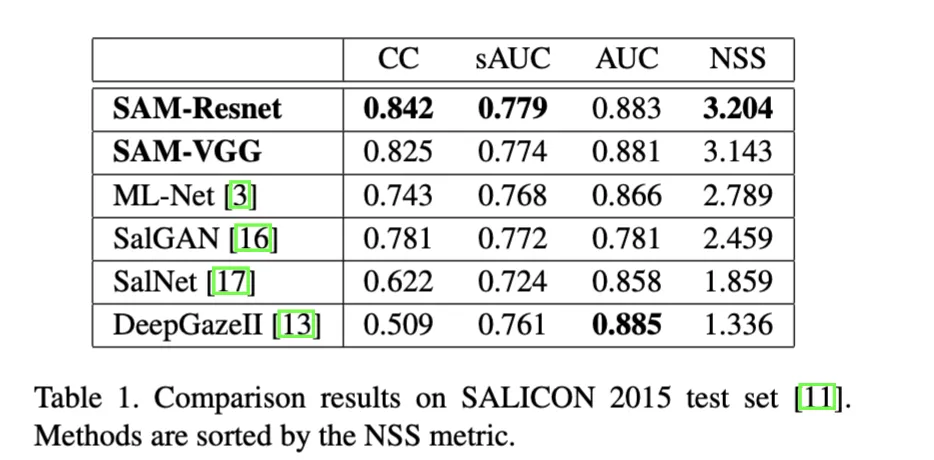 CC sAUC AUC NSS
SAM-Resnet 0.842 0.779 0.883 3.204
SAM-VGG 0.825 0.774 0.881 3.143
ML-Net [3] 0.743 0.768 0.866 2.789
SalGAN [16] 0.781 0.772 0.781 2.459
SalNet [17] 0.622 0.724 0.858 1.859
DeepGazeII [13] 0.509 0.761 0.885 1.336
Table 1. Comparison results on SALICON 2015 test set [11].
Methods are sorted by the NSS metric.